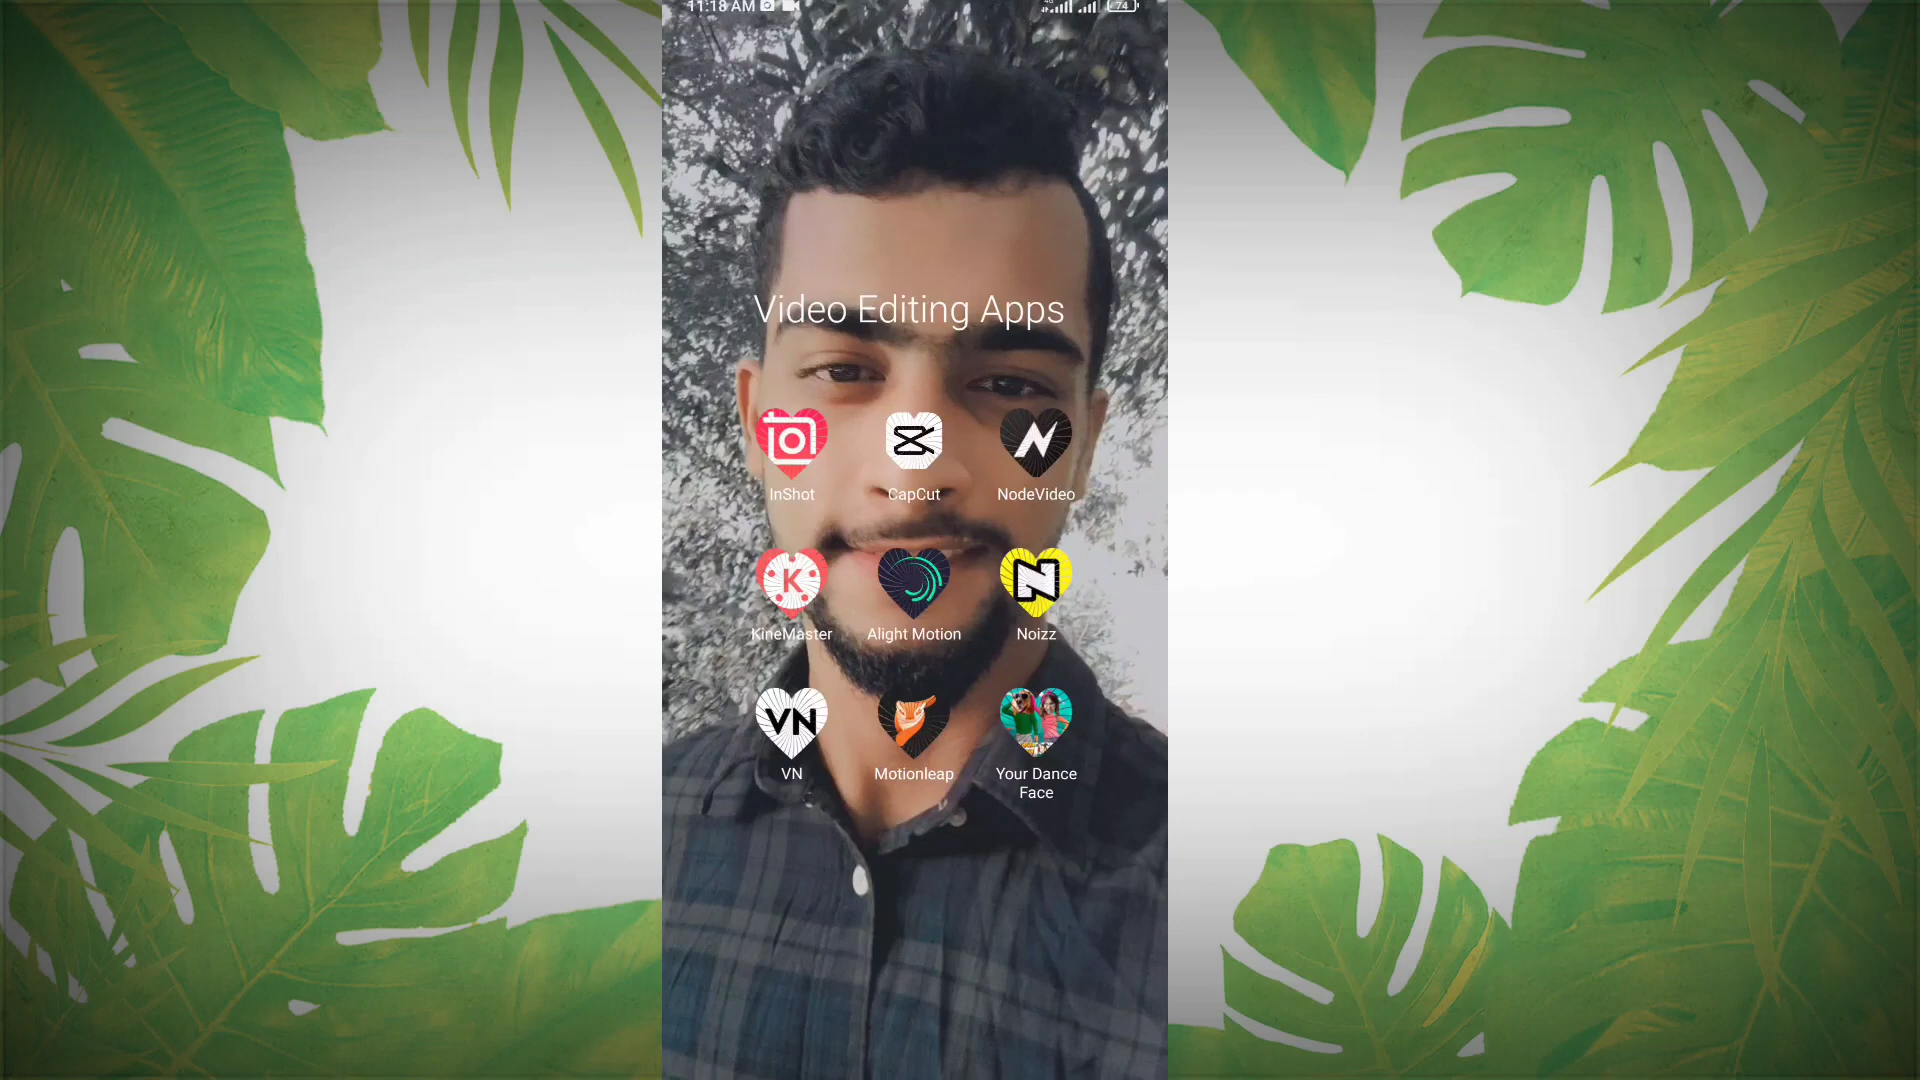 11:18 AM
74
Video Editing Apps
InShot
CapCut
NodeVideo
K
N
KineMaster
Alight Motion
Noizz
VN
VN
Motionleap
Your Dance
Face